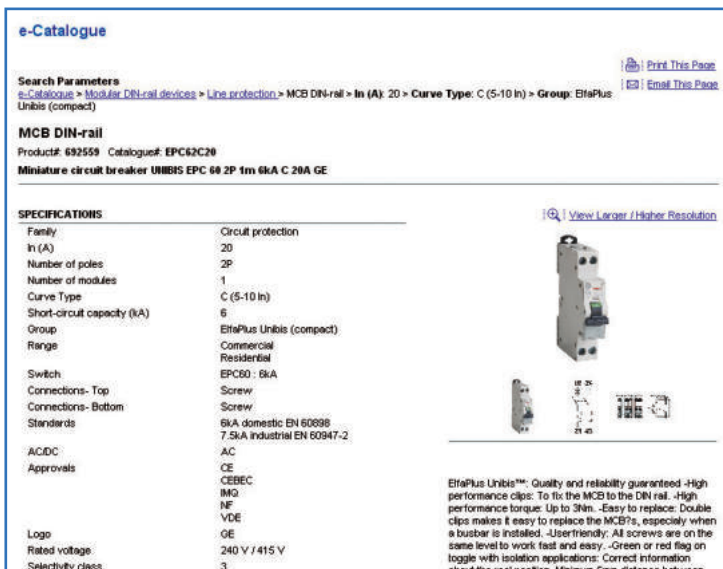 e-Catalogue
Print This Page
Email This Page
Search Parameters
e-Catalogue > Modular DIN-rail devices > Line protection > MCB DIN-rail > In (A): 20 > Curve Type: C (5-10 In) > Group: ElfaPlus
Unibis (compact)
MCB DIN-rail
Product#: 692559 Catalogue#: EPC62C20
Miniature circuit breaker UNIBIS EPC 60 2P 1m 6kA C 20A GE
SPECIFICATIONS
View Larger / Higher Resolution
Family Circuit protection
In (A) 20
Number of poles 2P
Number of modules 1
Curve Type C (5-10 In)
Short-circuit capacity (kA) 6
Group ElfaPlus Unibis (compact)
Range Commercial
Residential
Switch EPC60 : 6kA
Connections- Top Screw
Connections- Bottom Screw
Standards 6kA domestic EN 60898
7.5kA industrial EN 60947-2
AC/DC AC
Approvals CE
CEBEC
IMQ
NF
VDE
Logo GE
Rated voltage 240 V / 415 V
Selectivity class 3
ElfaPlus Unibis™: Quality and reliability guaranteed -High
performance clips: To fix the MCB to the DIN rail. -High
performance torque: Up to 3Nm. -Easy to replace: Double
clips makes it easy to replace the MCB?s, especialy when
a busbar is installed. -Userfriendly: All screws are on the
same level to work fast and easy. -Green or red flag on
toggle with isolation applications: Correct information
about the real position. Minimum 5mm distance between